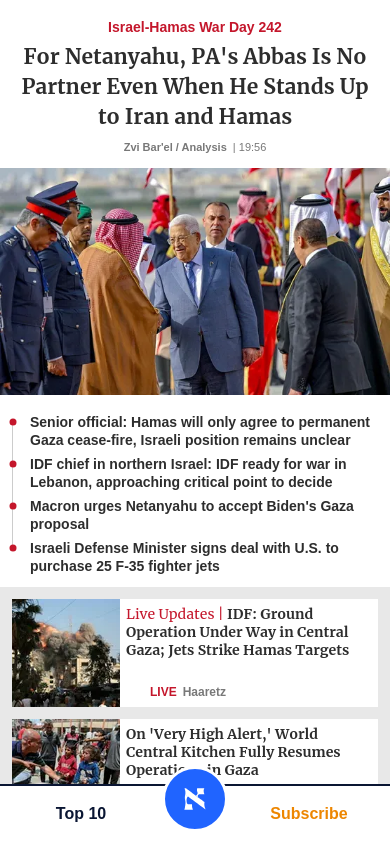 Israel-Hamas War Day 242
For Netanyahu, PA's Abbas Is No
Partner Even When He Stands Up
to Iran and Hamas
Zvi Bar'el / Analysis | 19:56
Senior official: Hamas will only agree to permanent
Gaza cease-fire, Israeli position remains unclear
IDF chief in northern Israel: IDF ready for war in
Lebanon, approaching critical point to decide
Macron urges Netanyahu to accept Biden's Gaza
proposal
Israeli Defense Minister signs deal with U.S. to
purchase 25 F-35 fighter jets
Live Updates | IDF: Ground
Operation Under Way in Central
Gaza; Jets Strike Hamas Targets
LIVE Haaretz
On 'Very High Alert,' World
Central Kitchen Fully Resumes
in Gaza
Top 10
Subscribe